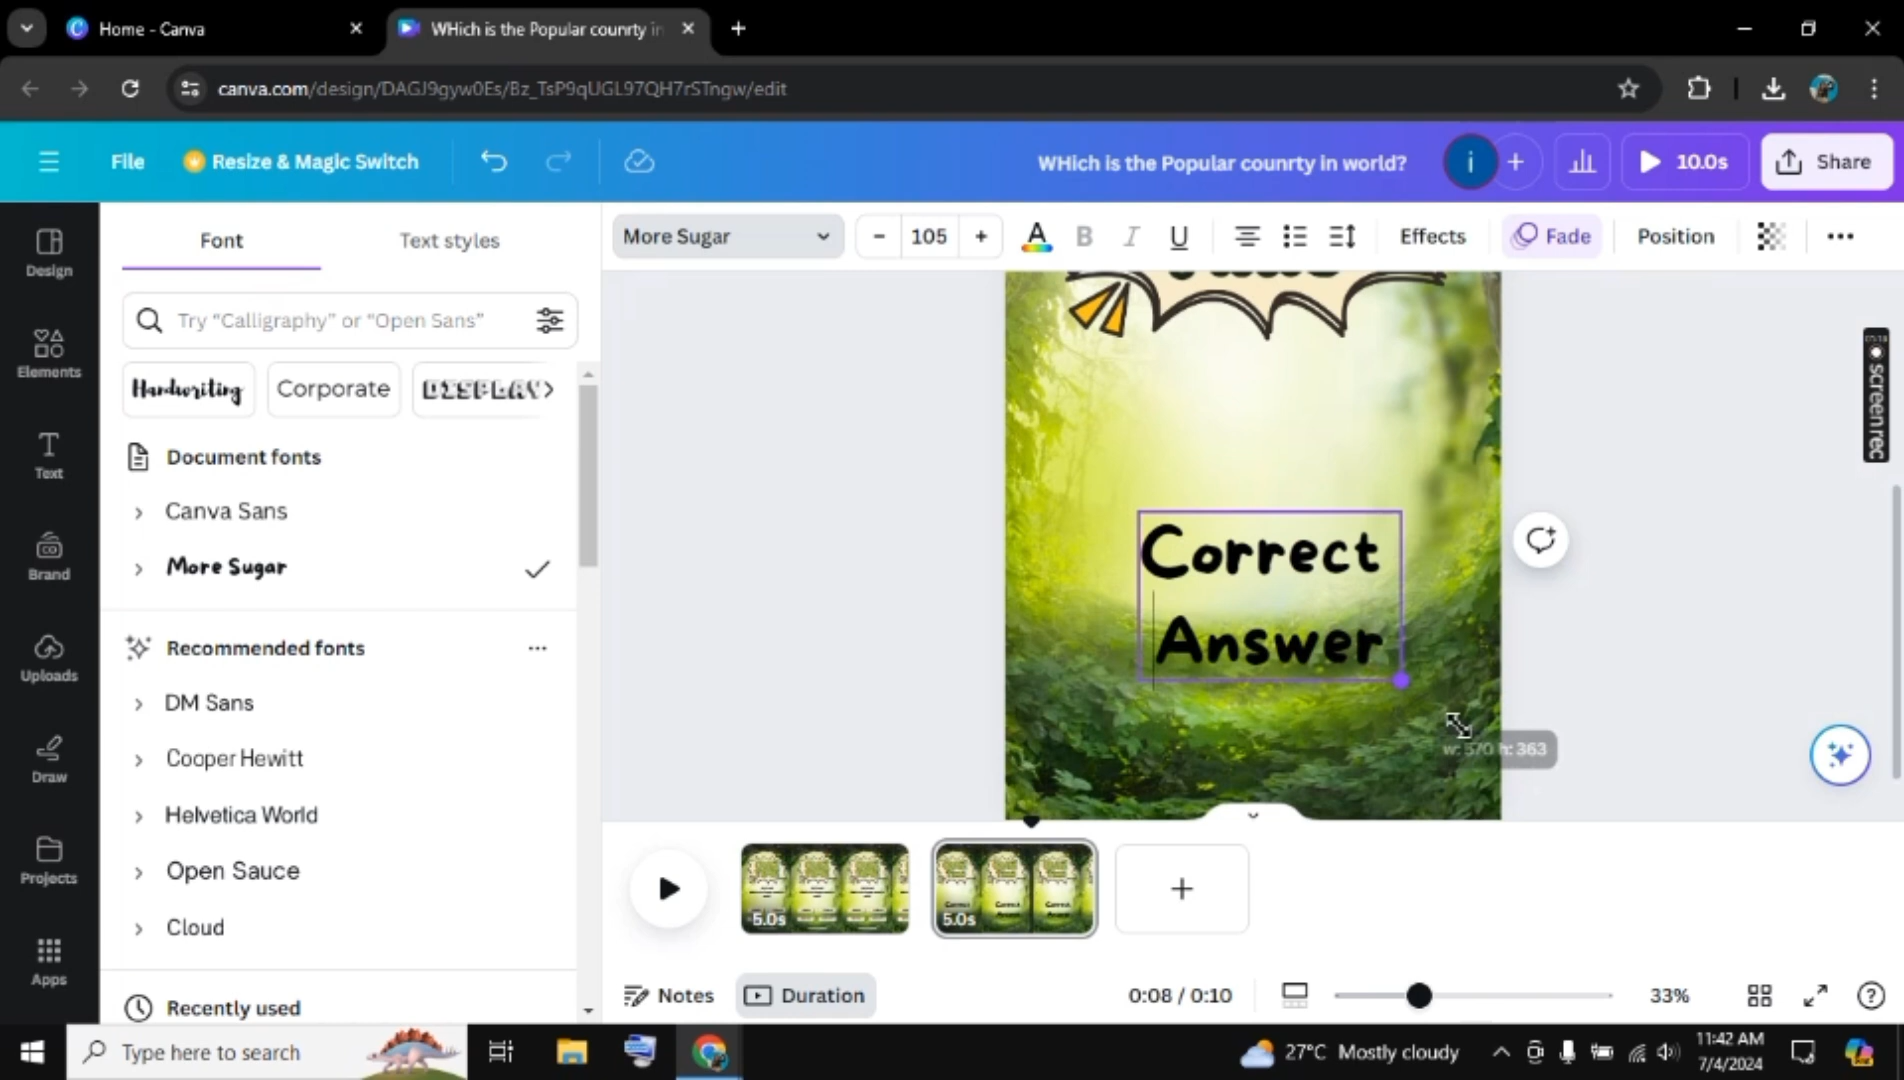 Home - Canva
WHich is the Popular counrty in
canva.com/design/DAGJ9gyw0Es/Bz_TsP9qUGL97QH7rSTngw/edit
File
Resize & Magic Switch
WHich is the Popular counrty in world?
i
10.0s
Share
Design
Elements
Text
Brand
Uploads
Draw
Projects
Apps
Font
Text styles
Try “Calligraphy” or “Open Sans”
Handwriting
Corporate
DISPLAY
Document fonts
Canva Sans
More Sugar
Recommended fonts
DM Sans
Cooper Hewitt
Helvetica World
Open Sauce
Cloud
Recently used
More Sugar
- 105 +
A B I U
Effects
Fade
Position
Correct
Answer
w: 570 h: 363
screen rec
5.0s
5.0s
Notes
Duration
0:08 / 0:10
33%
Type here to search
27°C Mostly cloudy
11:42 AM
7/4/2024